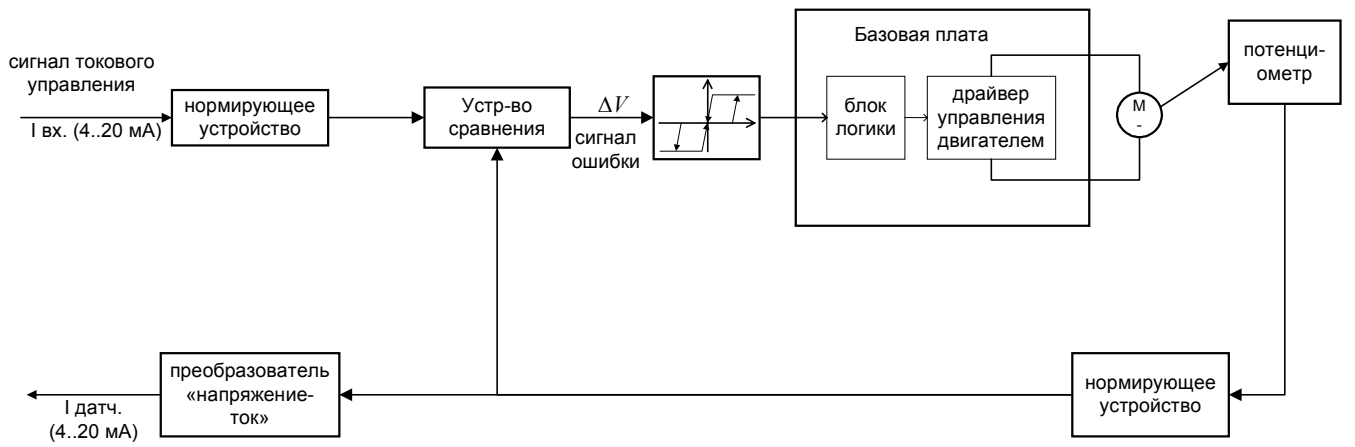 сигнал токового
управления
I вх. (4..20 мА)
нормирующее
устройство
Устр-во
сравнения
ΔV
сигнал
ошибки
Базовая плата
блок
логики
драйвер
управления
двигателем
М
-
потенци-
ометр
преобразователь
«напряжение-
ток»
I датч.
(4..20 мА)
нормирующее
устройство